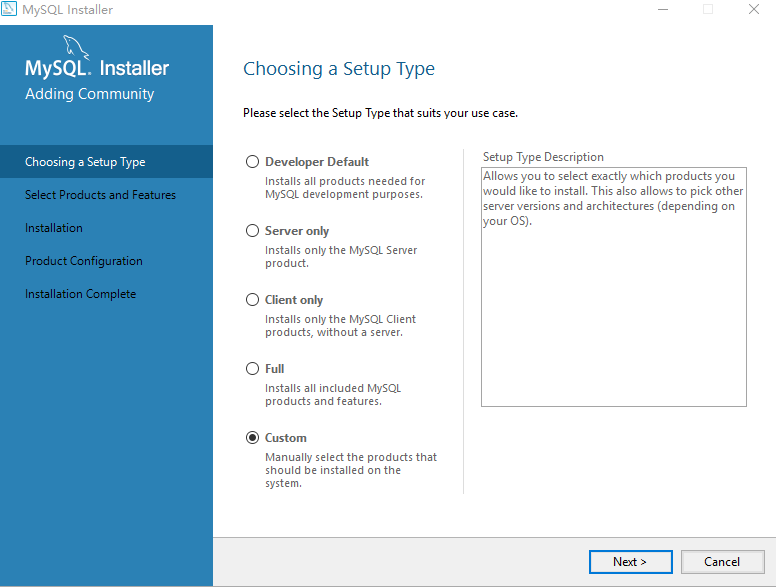 MySQL Installer
MySQL. Installer
Adding Community
Choosing a Setup Type
Select Products and Features
Installation
Product Configuration
Installation Complete
Choosing a Setup Type
Please select the Setup Type that suits your use case.
Developer Default
Installs all products needed for
MySQL development purposes.
Server only
Installs only the MySQL Server
product.
Client only
Installs only the MySQL Client
products, without a server.
Full
Installs all included MySQL
products and features.
Custom
Manually select the products that
should be installed on the
system.
Setup Type Description
Allows you to select exactly which products you
would like to install. This also allows to pick other
server versions and architectures (depending on
your OS).
Next >
Cancel